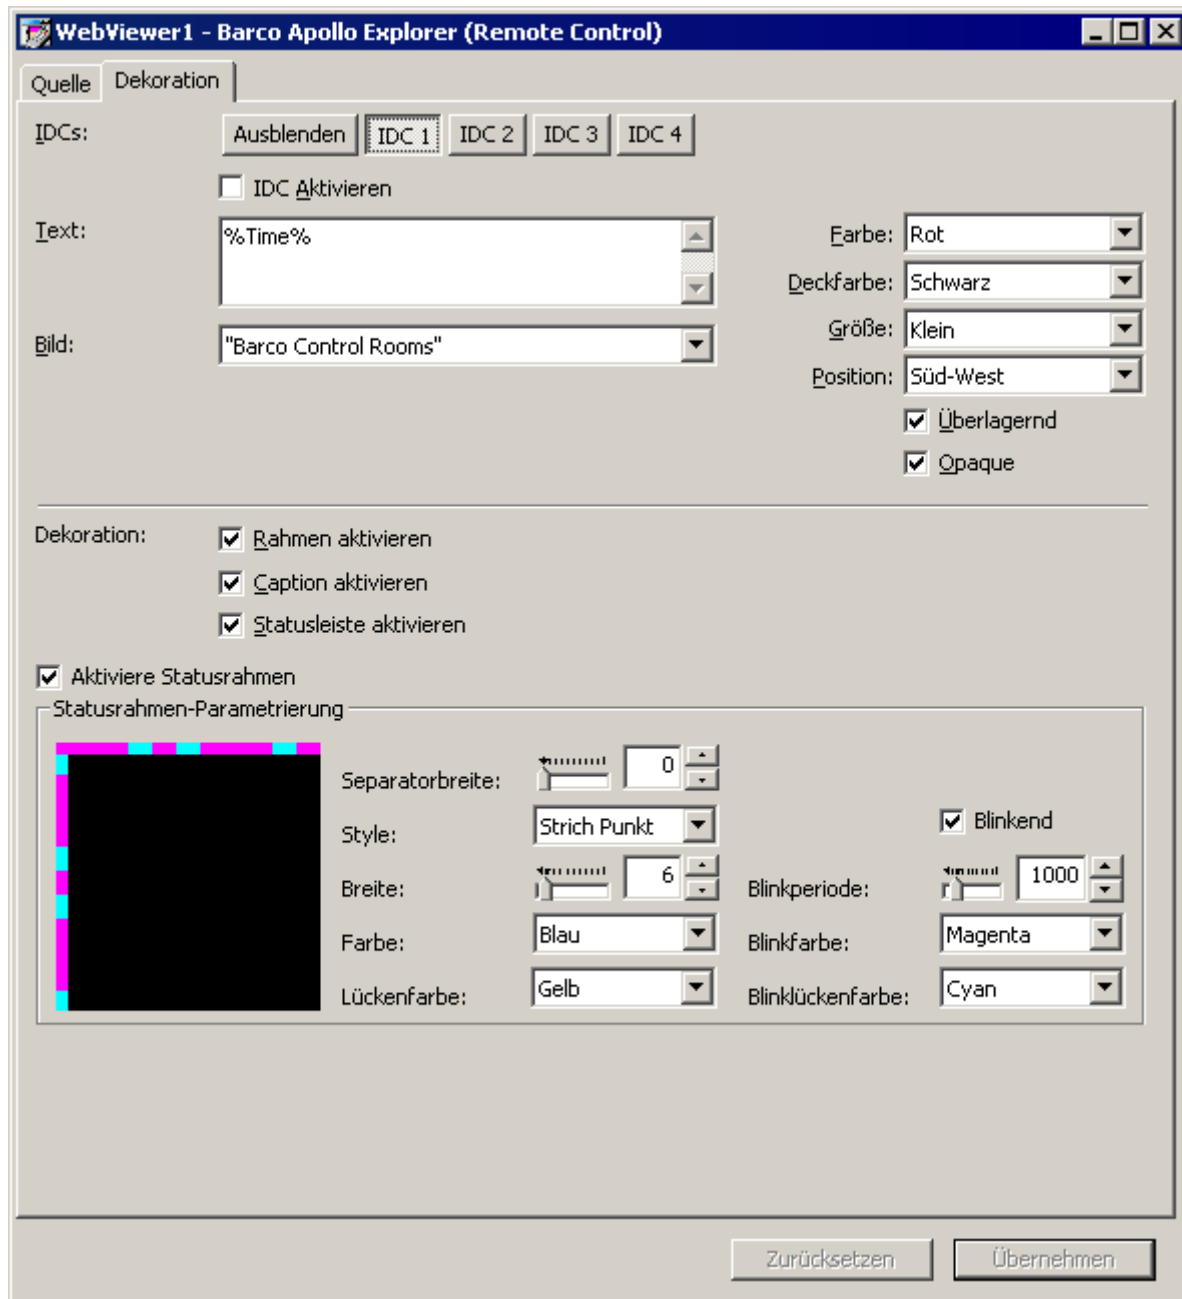 WebViewer1 - Barco Apollo Explorer (Remote Control)
Quelle Dekoration
IDCs: Ausblenden IDC 1 IDC 2 IDC 3 IDC 4
IDC Aktivieren
Text: %Time% Farbe: Rot
Deckfarbe: Schwarz
Größe: Klein
Bild: "Barco Control Rooms"
Position: Süd-West
Überlagernd
Opaque
Dekoration: Rahmen aktivieren
Caption aktivieren
Statusleiste aktivieren
Aktiviere Statusrahmen
Statusrahmen-Parametrierung
Separatorbreite: 0
Style: Strich Punkt Blinkend
Breite: 6 Blinkperiode: 1000
Farbe: Blau Blinkfarbe: Magenta
Lückenfarbe: Gelb Blinklückenfarbe: Cyan
Zurücksetzen Übernehmen